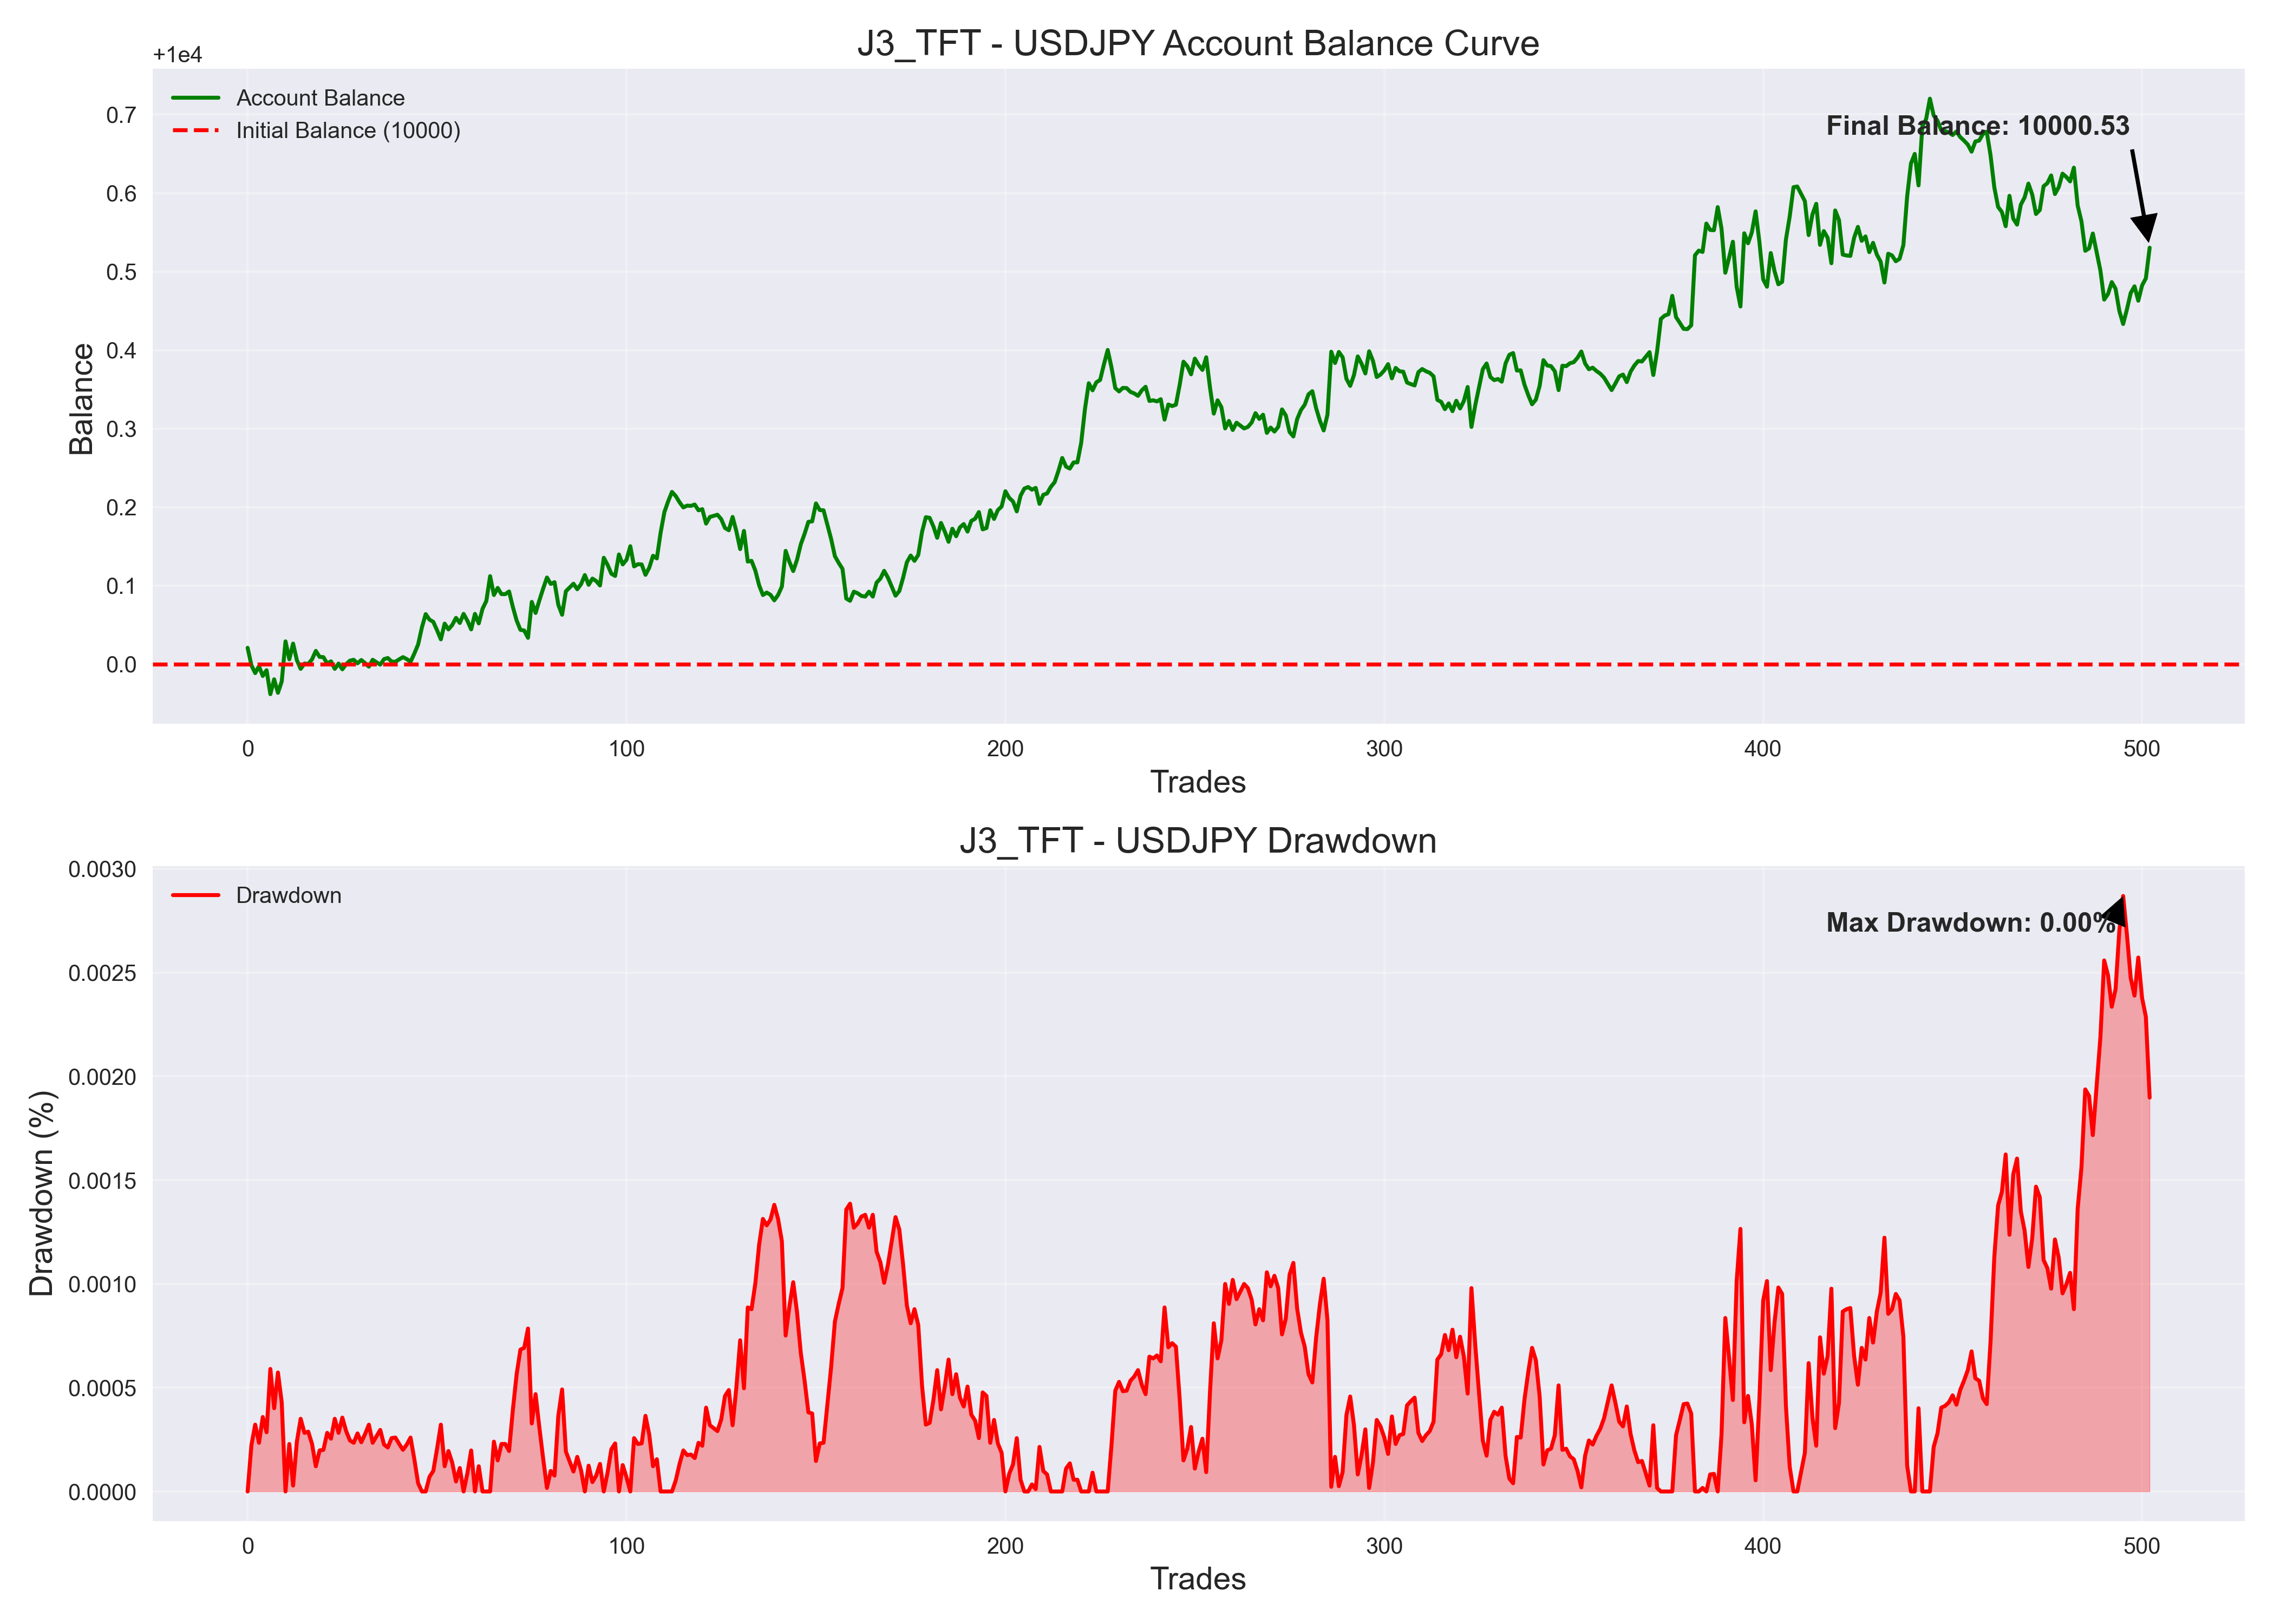 J3_TFT - USDJPY Account Balance Curve
+1e4
Account Balance
Initial Balance (10000)
Final Balance: 10000.53
0.7
0.6
0.5
0.4
0.3
0.2
0.1
0.0
Balance
0 100 200 300 400 500
Trades
J3_TFT - USDJPY Drawdown
Drawdown
Max Drawdown: 0.00%
0.0030
0.0025
0.0020
0.0015
0.0010
0.0005
0.0000
Drawdown (%)
0 100 200 300 400 500
Trades